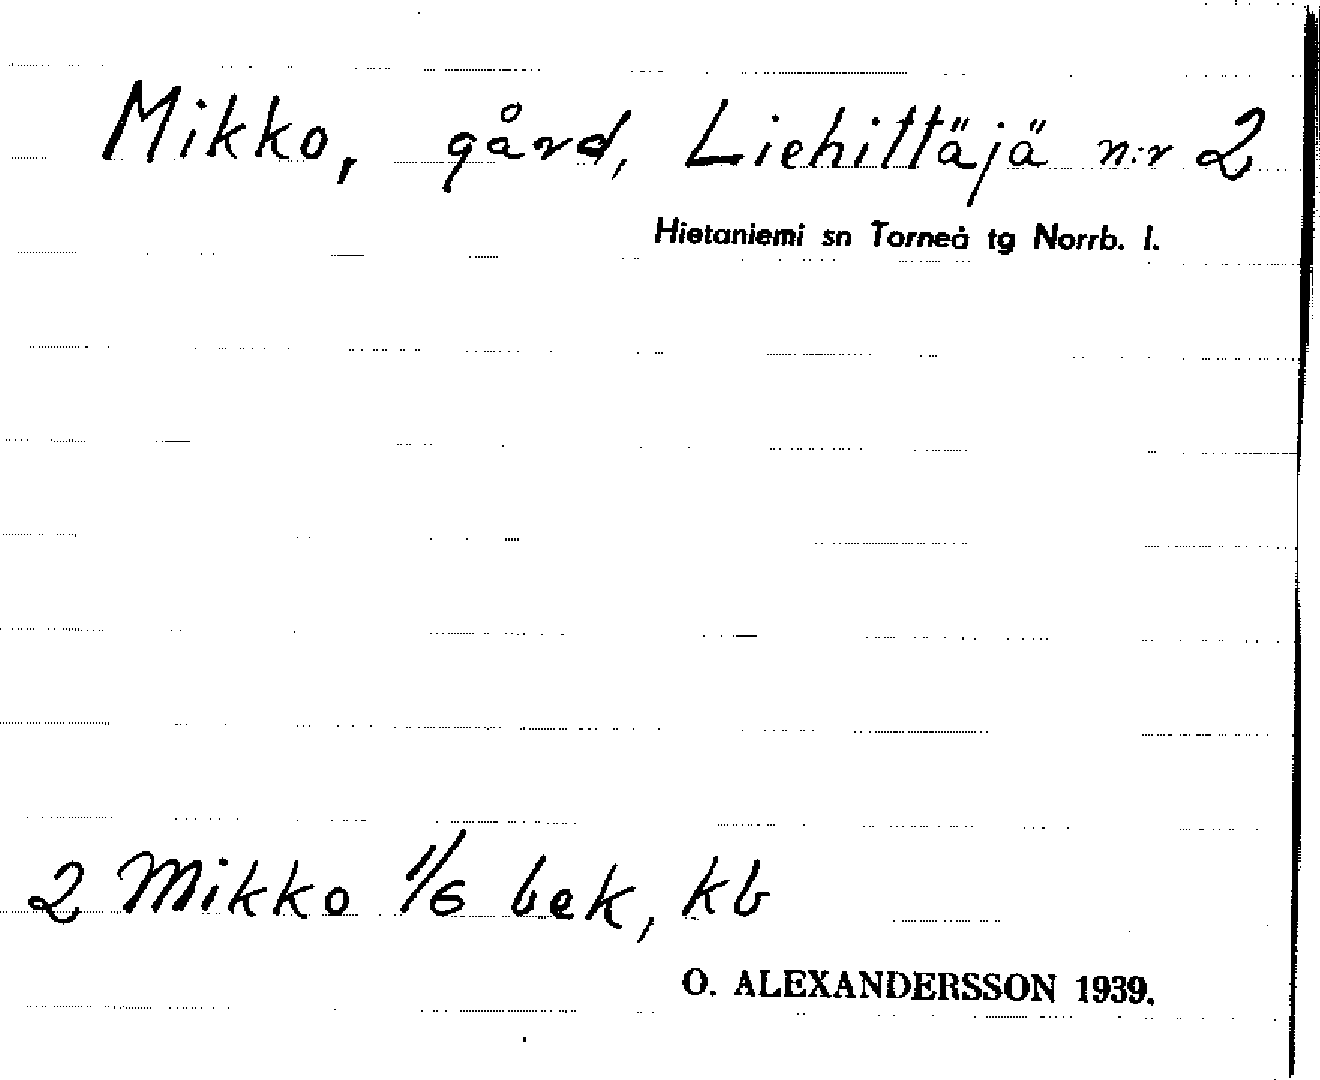 Mikko, gård, Liehittäjä n:r 2
Hietaniemi sn Torneå tg Norrb. l.
2 Mikko 1/6 bek, kb
O. ALEXANDERSSON 1939.